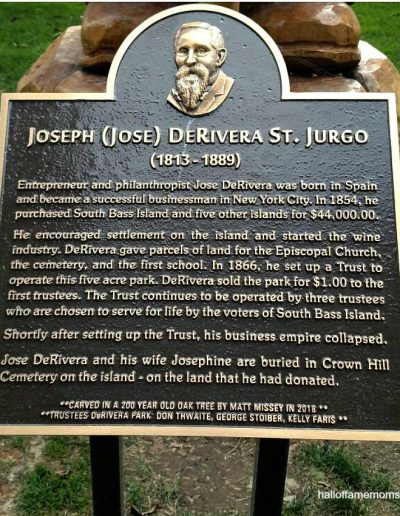 JOSEPH (JOSE) DERIVERA ST. JURGO
(1813 - 1889)
Entrepreneur and philanthropist Jose DeRivera was born in Spain
and became a successful businessman in New York City. In 1854, he
purchased South Bass Island and five other islands for $44,000.00.
He encouraged settlement on the island and started the wine
industry. DeRivera gave parcels of land for the Episcopal Church,
the cemetery, and the first school. In 1866, he set up a Trust to
operate this five acre park. DeRivera sold the park for $1.00 to the
first trustees. The Trust continues to be operated by three trustees
who are chosen to serve for life by the voters of South Bass Island.
Shortly after setting up the Trust, his business empire collapsed.
Jose DeRivera and his wife Josephine are buried in Crown Hill
Cemetery on the island - on the land that he had donated.
**CARVED IN A 200 YEAR OLD OAK TREE BY MATT MISSEY IN 2018 **
**TRUSTEES DERIVERA PARK: DON THWAITE, GEORGE STOIBER, KELLY FARIS **
halloffamemoms